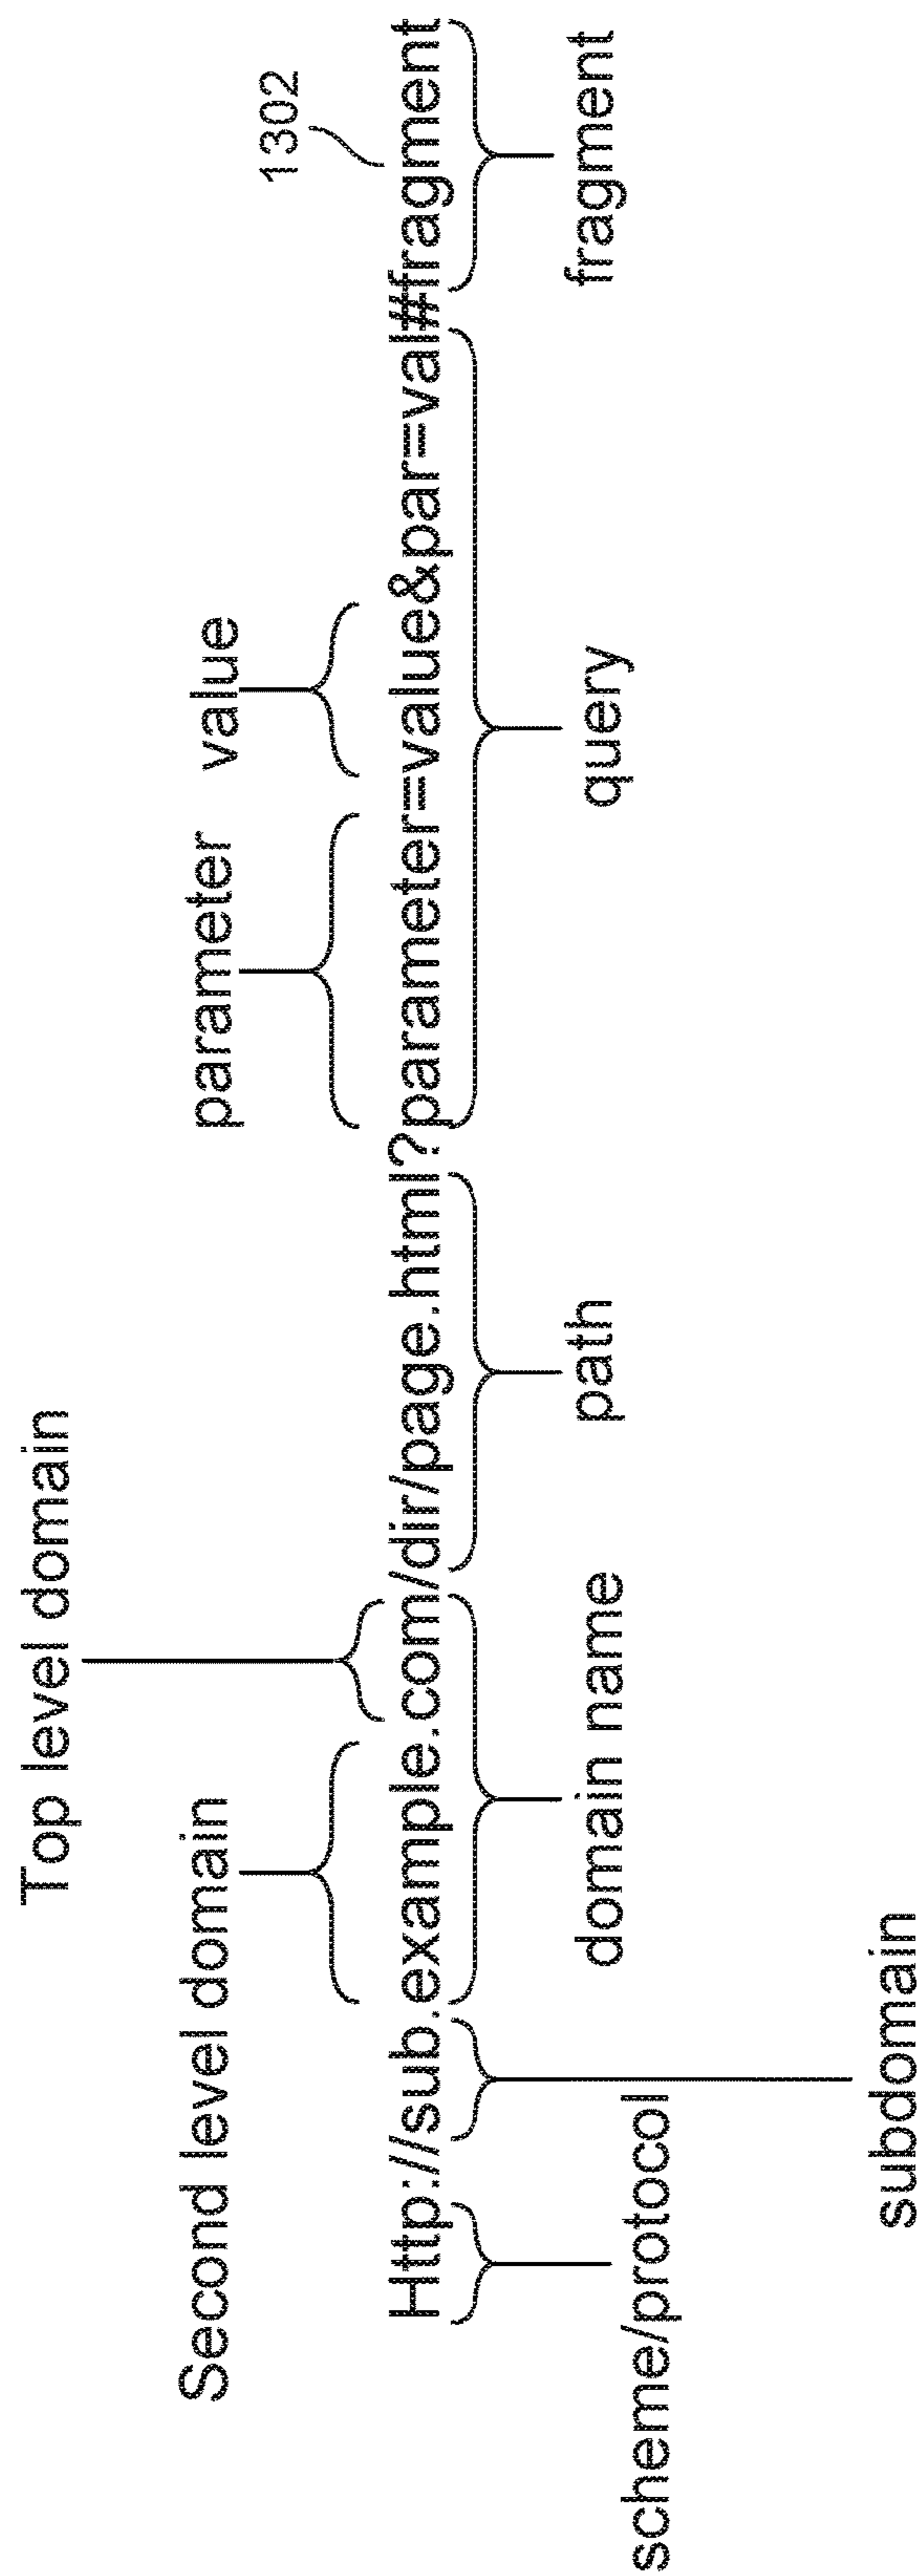 Top level domain
Second level domain
parameter
value
1302
Http://sub.example.com/dir/page.html?parameter=value&par=val#fragment
domain name
path
query
fragment
scheme/protocol
subdomain